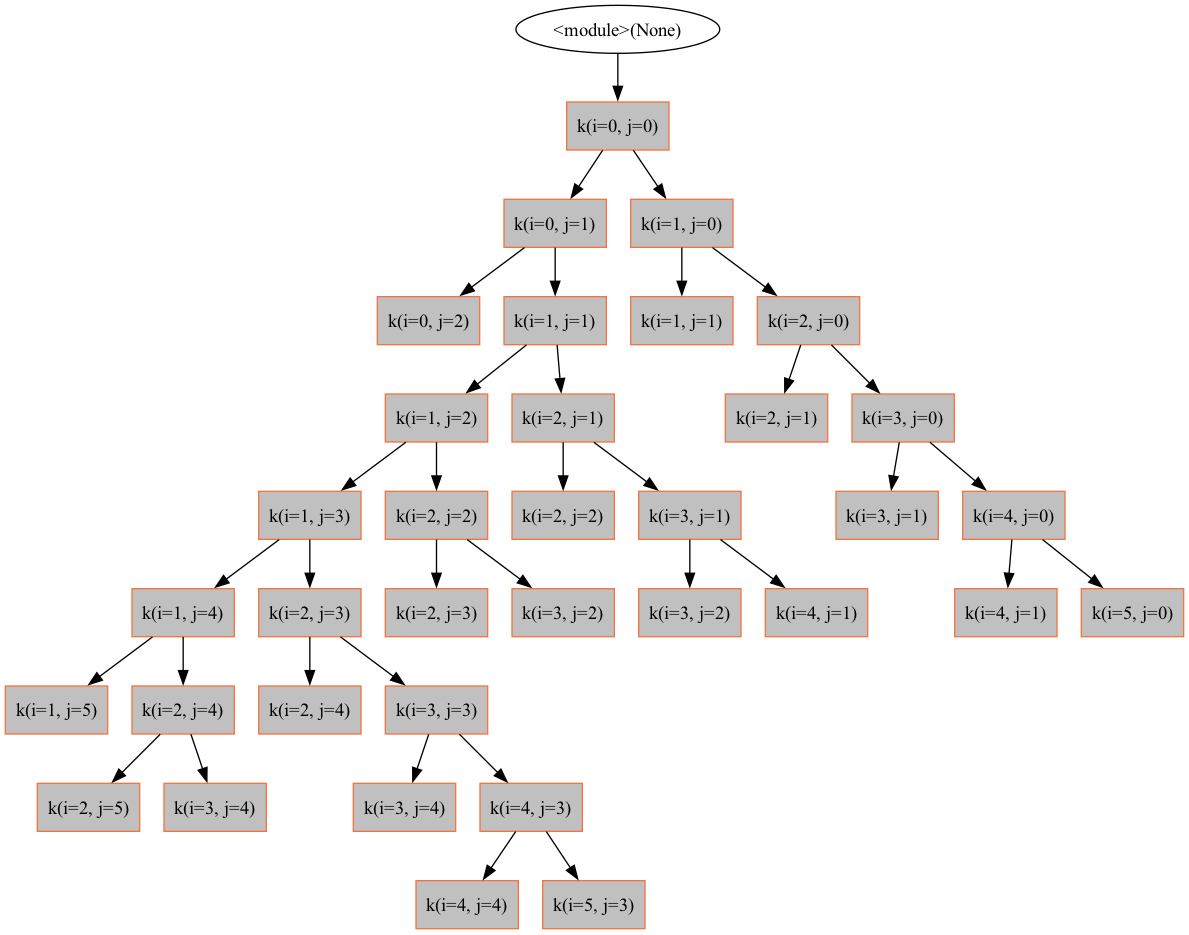 <module>(None)
k(i=0, j=0)
k(i=0, j=1)
k(i=1, j=0)
k(i=0, j=2)
k(i=1, j=1)
k(i=1, j=1)
k(i=2, j=0)
k(i=1, j=2)
k(i=2, j=1)
k(i=2, j=1)
k(i=3, j=0)
k(i=1, j=3)
k(i=2, j=2)
k(i=2, j=2)
k(i=3, j=1)
k(i=3, j=1)
k(i=4, j=0)
k(i=1, j=4)
k(i=2, j=3)
k(i=2, j=3)
k(i=3, j=2)
k(i=3, j=2)
k(i=4, j=1)
k(i=4, j=1)
k(i=5, j=0)
k(i=1, j=5)
k(i=2, j=4)
k(i=2, j=4)
k(i=3, j=3)
k(i=2, j=5)
k(i=3, j=4)
k(i=3, j=4)
k(i=4, j=3)
k(i=4, j=4)
k(i=5, j=3)